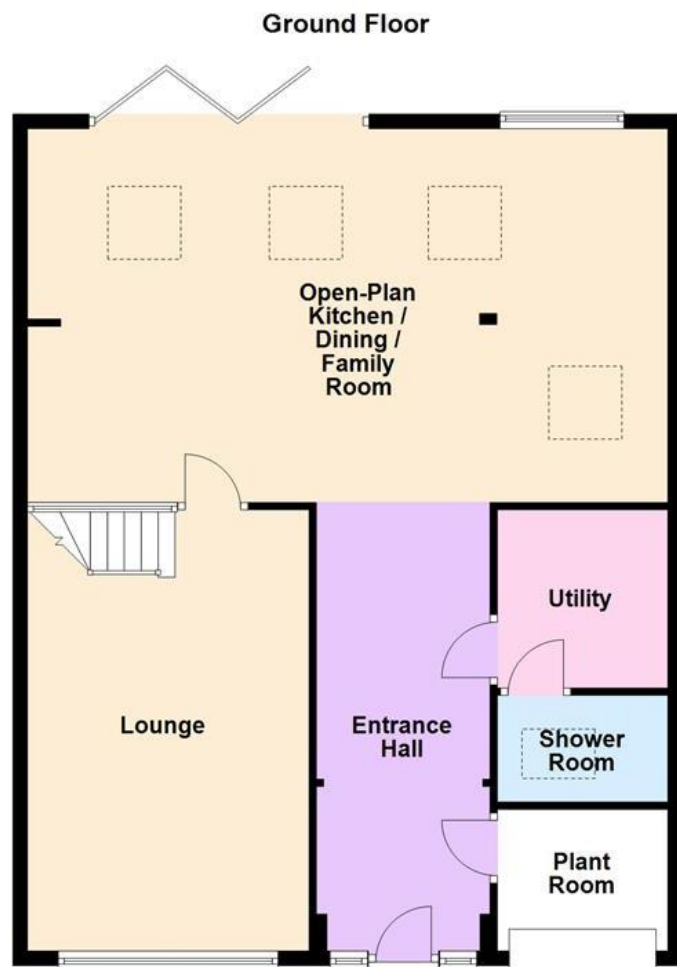 Ground Floor
Open-Plan
Kitchen /
Dining /
Family
Room
Utility
Lounge
Entrance
Hall
Shower
Room
Plant
Room